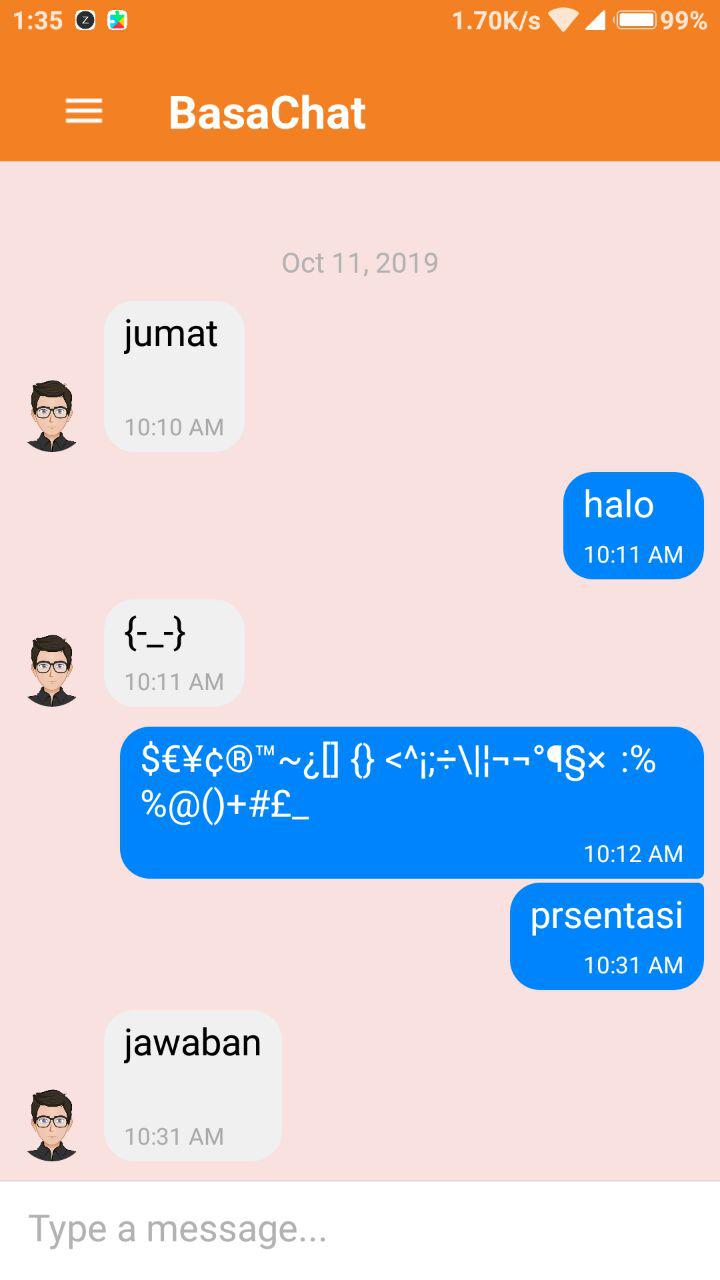 1:35
1.70K/s
99%
BasaChat
Oct 11, 2019
jumat
10:10 AM
halo
10:11 AM
{-_-}
10:11 AM
$€¥¢®™~¿[] {} <^¡;÷\|¦¬¬°¶§× :%
%@()+#£_
10:12 AM
prsentasi
10:31 AM
jawaban
10:31 AM
Type a message...